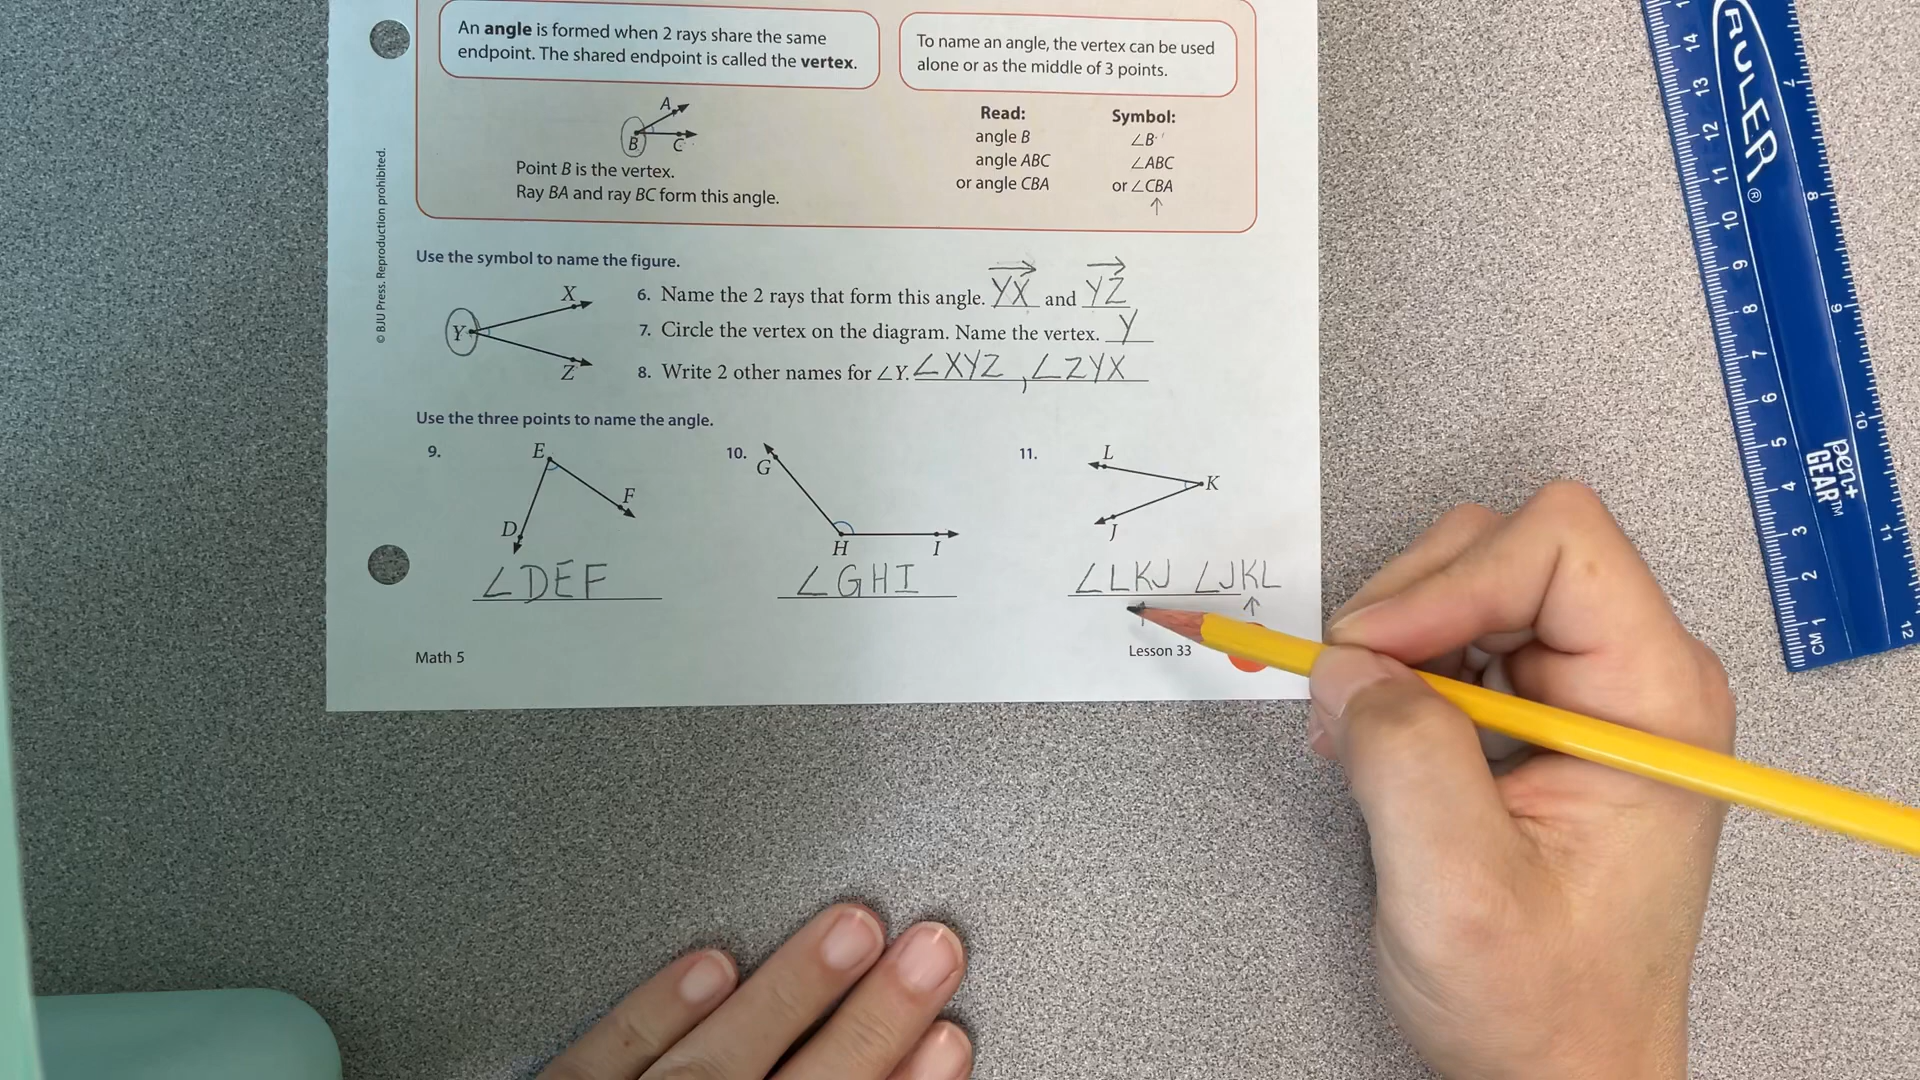 An angle is formed when 2 rays share the same
endpoint. The shared endpoint is called the vertex.
To name an angle, the vertex can be used
alone or as the middle of 3 points.
A
B
C
Point B is the vertex.
Ray BA and ray BC form this angle.
Read:
angle B
angle ABC
or angle CBA
Symbol:
∠B
∠ABC
or ∠CBA
↑
© BJU Press. Reproduction prohibited.
Use the symbol to name the figure.
X
Y
Z
6. Name the 2 rays that form this angle. YX and YZ
7. Circle the vertex on the diagram. Name the vertex. Y
8. Write 2 other names for ∠Y. ∠XYZ , ∠ZYX
Use the three points to name the angle.
9.
E
F
D
∠DEF
10.
G
H
I
∠GHI
11.
L
K
J
∠LKJ ∠JKL
↑
Math 5
Lesson 33
RULER®
pen+
GEAR™
CM 1 2 3 4 5 6 7 8 9 10 11 12 13 14
7 8 9 10 11 12